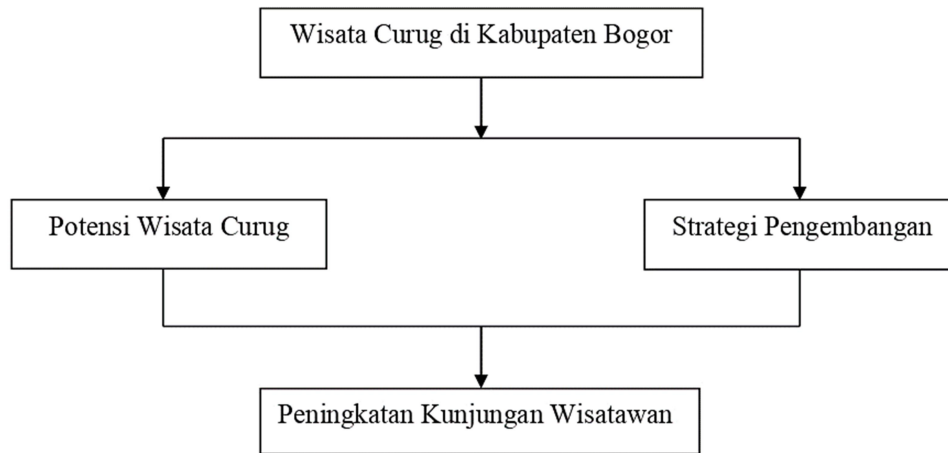 Wisata Curug di Kabupaten Bogor
Potensi Wisata Curug
Strategi Pengembangan
Peningkatan Kunjungan Wisatawan